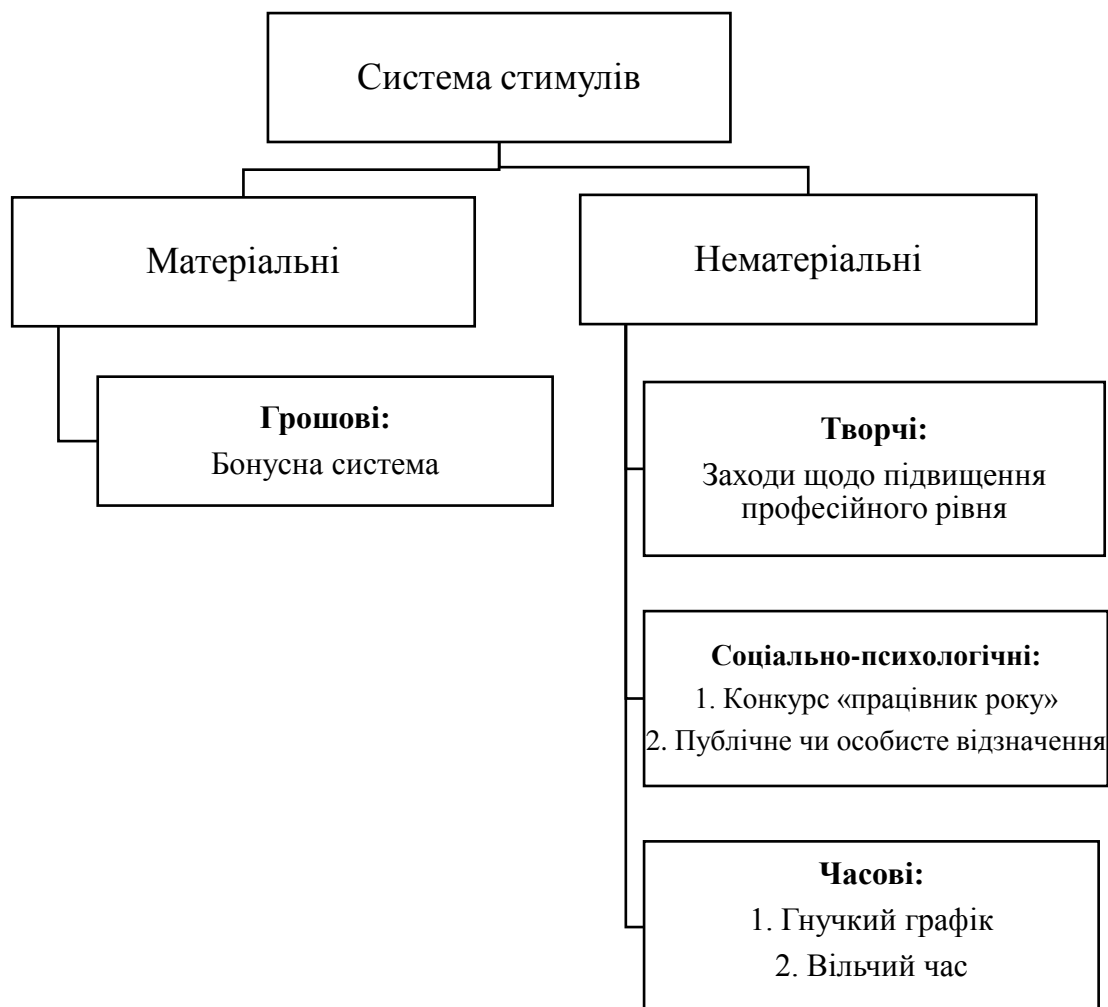 Система стимулів
Матеріальні
Нематеріальні
Грошові:
Бонусна система
Творчі:
Заходи щодо підвищення
професійного рівня
Соціально-психологічні:
1. Конкурс «працівник року»
2. Публічне чи особисте відзначення
Часові:
1. Гнучкий графік
2. Вільчий час